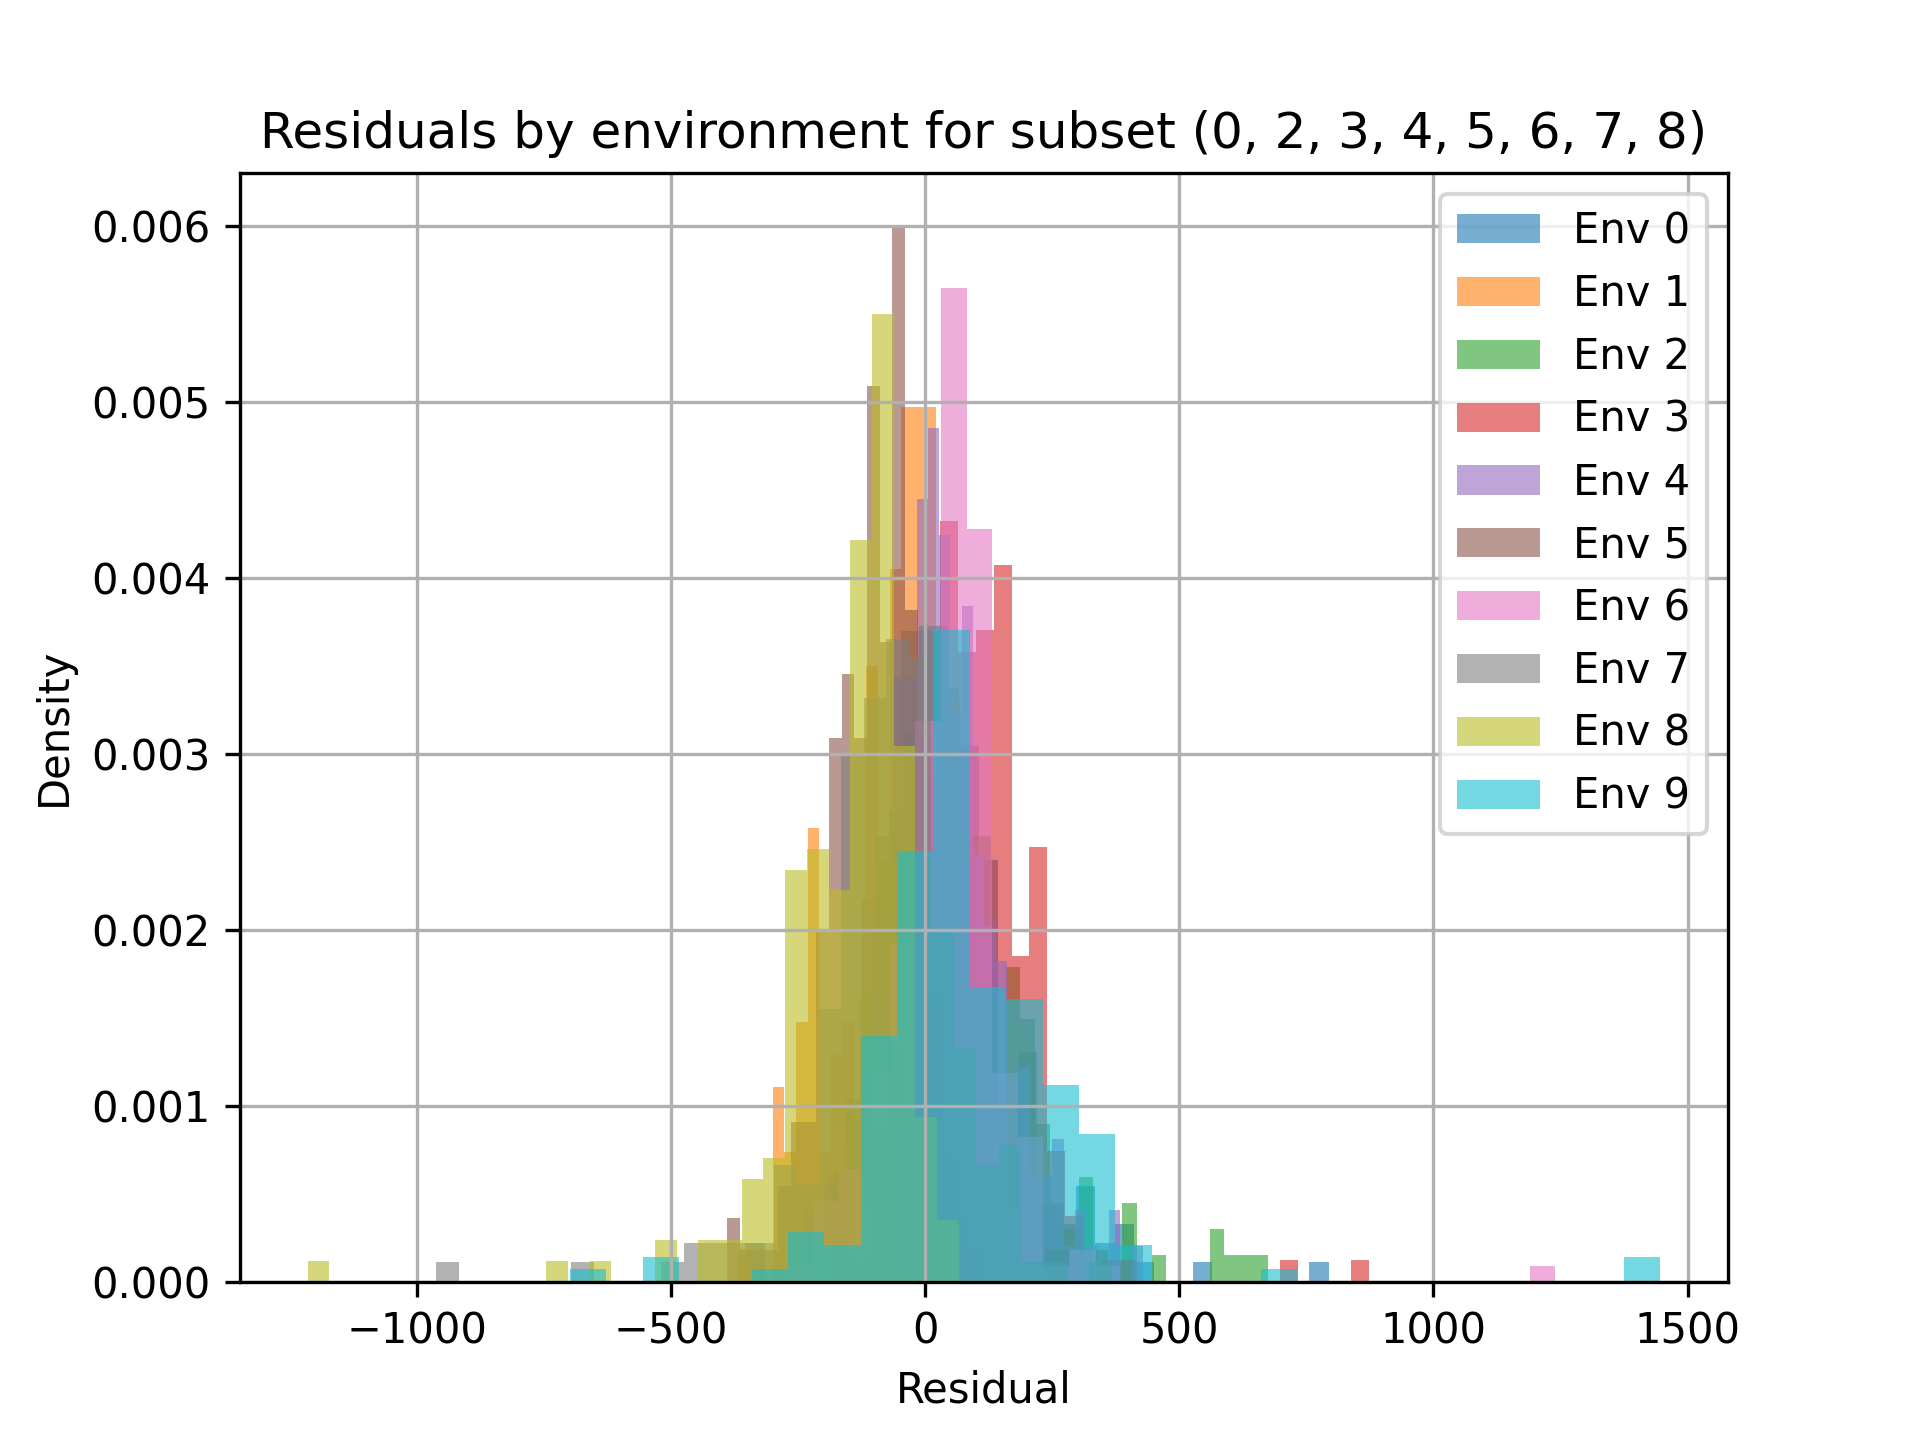 Residuals by environment for subset (0, 2, 3, 4, 5, 6, 7, 8)
Density
0.006
0.005
0.004
0.003
0.002
0.001
0.000
−1000
−500
0
500
1000
1500
Residual
Env 0
Env 1
Env 2
Env 3
Env 4
Env 5
Env 6
Env 7
Env 8
Env 9